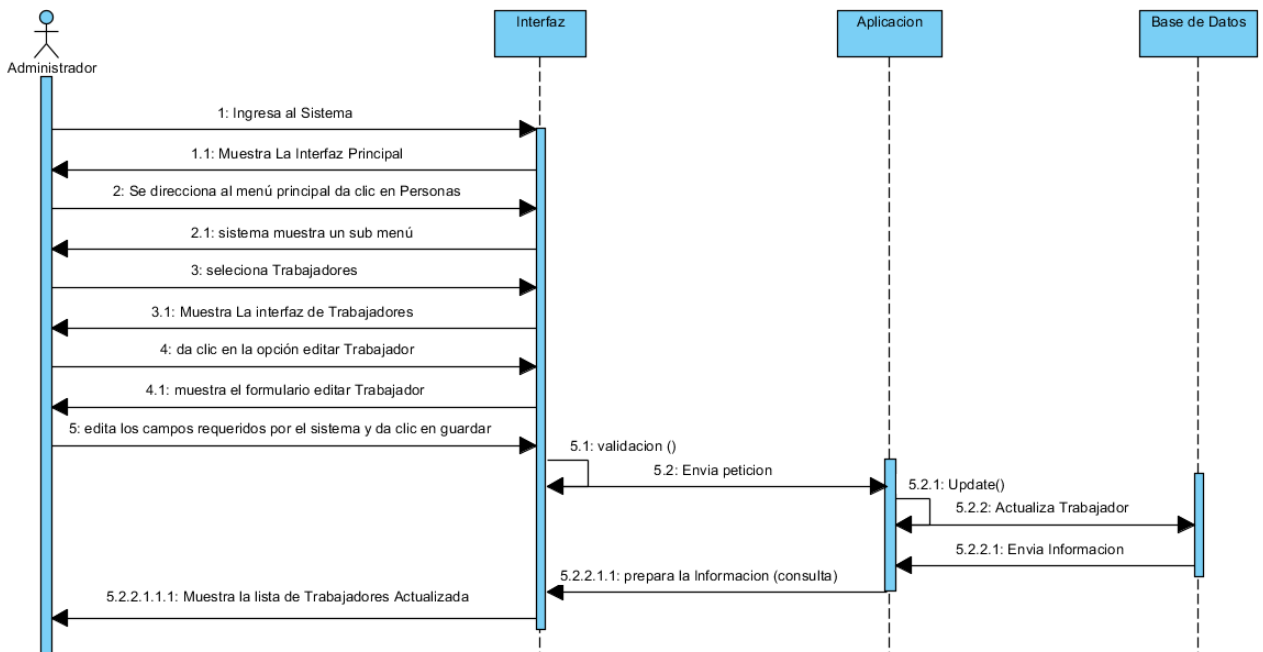 Interfaz
Aplicacion
Base de Datos
Administrador
1: Ingresa al Sistema
1.1: Muestra La Interfaz Principal
2: Se direcciona al menú principal da clic en Personas
2.1: sistema muestra un sub menú
3: seleciona Trabajadores
3.1: Muestra La interfaz de Trabajadores
4: da clic en la opción editar Trabajador
4.1: muestra el formulario editar Trabajador
5: edita los campos requeridos por el sistema y da clic en guardar
5.1: validacion ()
5.2: Envia peticion
5.2.1: Update()
5.2.2: Actualiza Trabajador
5.2.2.1: Envia Informacion
5.2.2.1.1: prepara la Informacion (consulta)
5.2.2.1.1.1: Muestra la lista de Trabajadores Actualizada